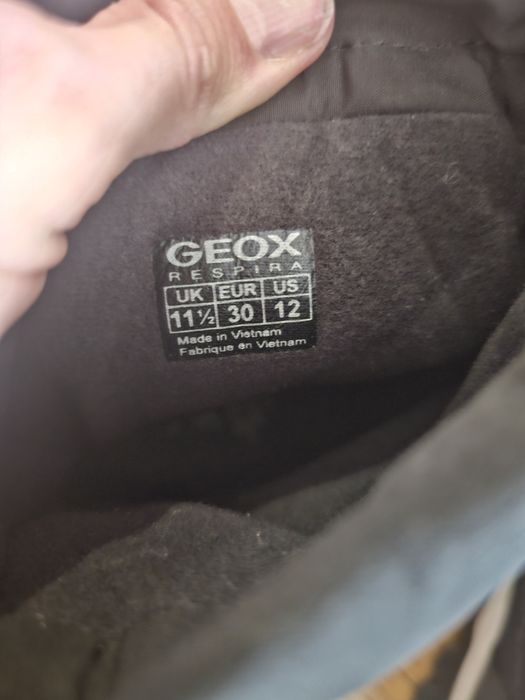 GEOX
RESPIRA
UK EUR US
11½ 30 12
Made in Vietnam
Fabriqué en Vietnam